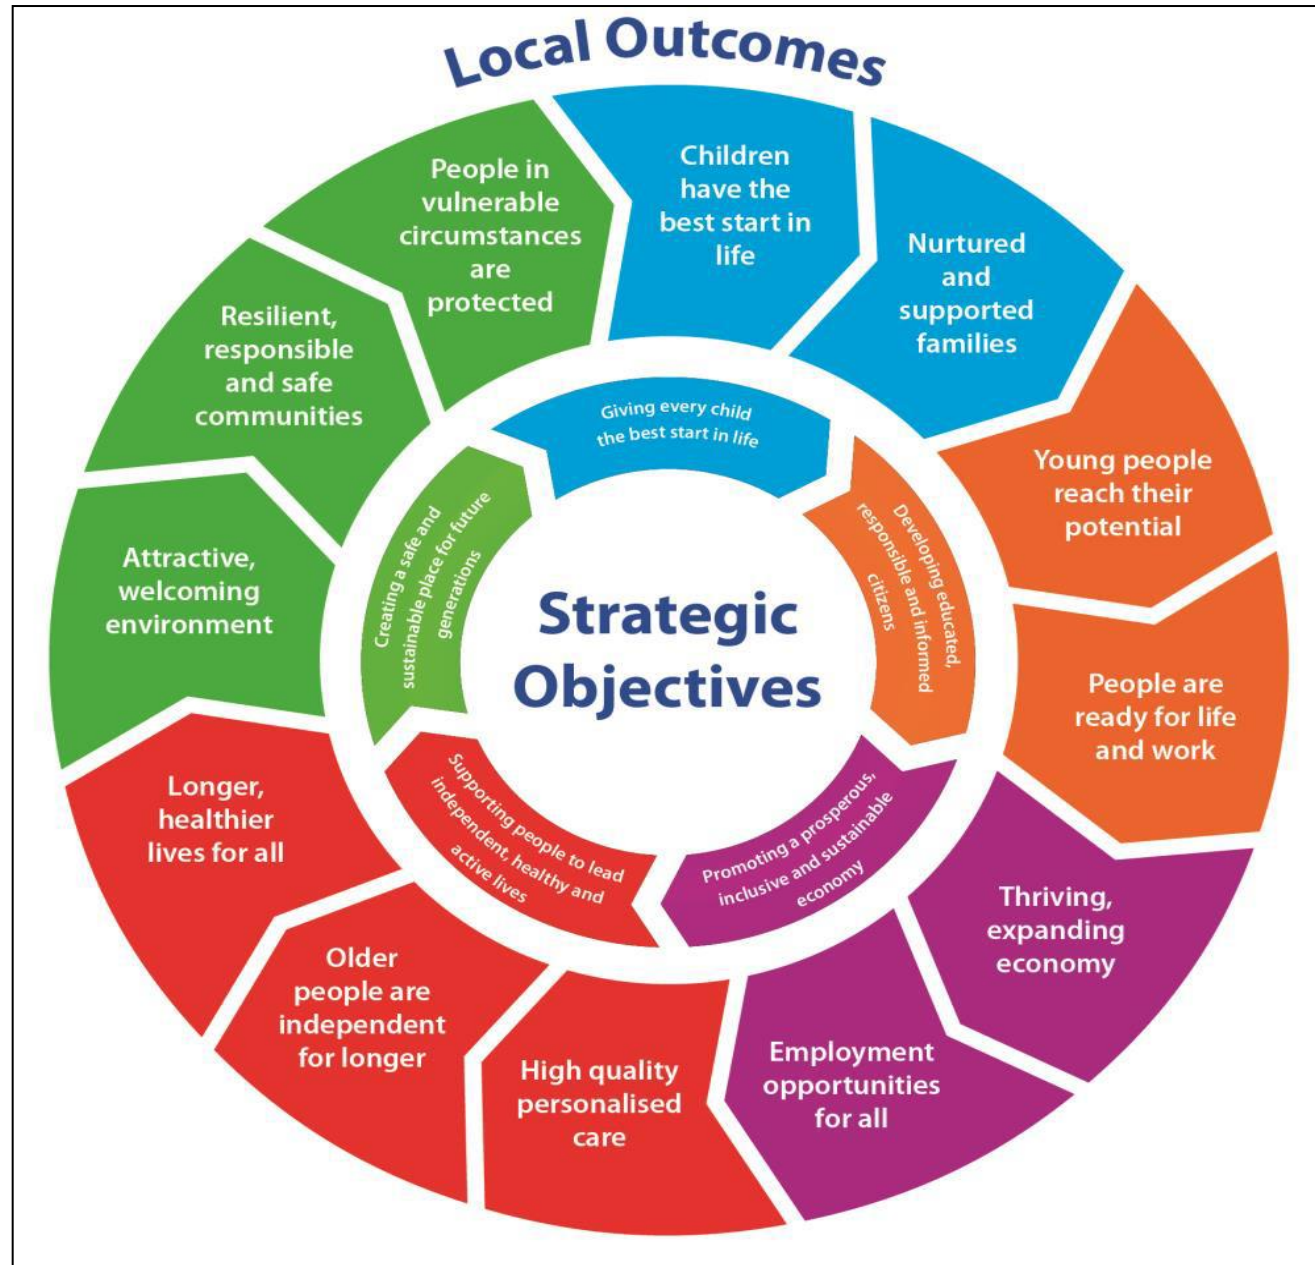 Local Outcomes
Children
have the
best start in
life
Nurtured
and
supported
families
Young people
reach their
potential
People are
ready for life
and work
Thriving,
expanding
economy
Employment
opportunities
for all
High quality
personalised
care
Older
people are
independent
for longer
Longer,
healthier
lives for all
Attractive,
welcoming
environment
Resilient,
responsible
and safe
communities
People in
vulnerable
circumstances
are
protected
Strategic
Objectives
Giving every child
the best start in life
Developing educated,
responsible and informed
citizens
Promoting a prosperous,
inclusive and sustainable
economy
Supporting people to lead
independent, healthy and
active lives
Creating a safe and
sustainable place for future
generations